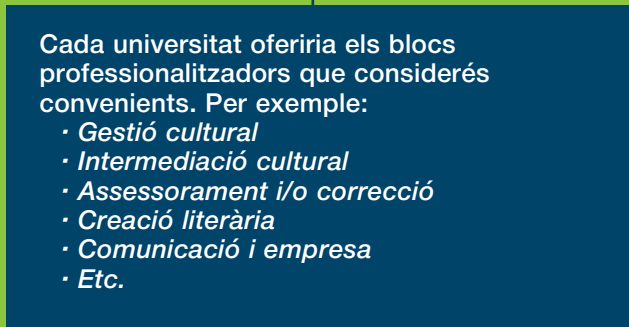 Cada universitat oferiria els blocs
professionalitzadors que considerés
convenients. Per exemple:
· Gestió cultural
· Intermediació cultural
· Assessorament i/o correcció
· Creació literària
· Comunicació i empresa
· Etc.